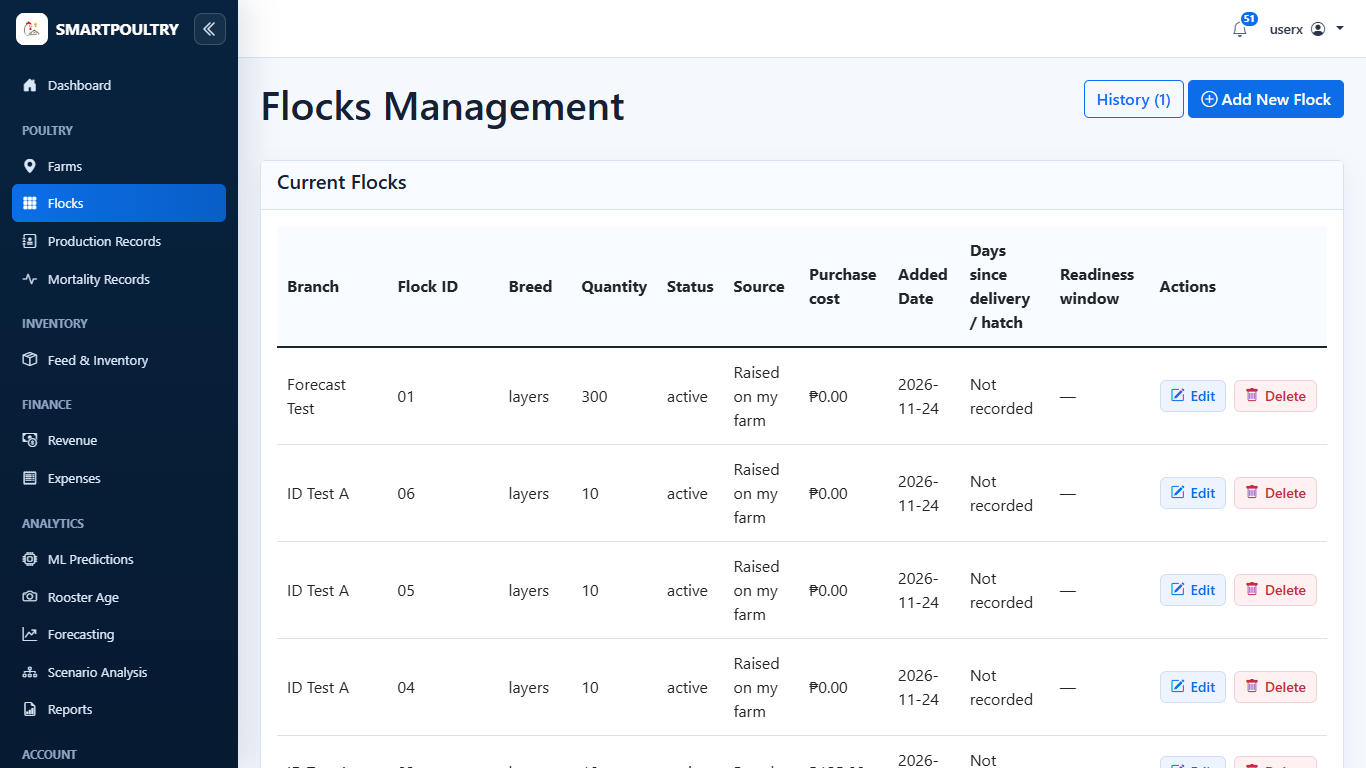 SMARTPOULTRY
51
userx
Dashboard
POULTRY
Farms
Flocks
Production Records
Mortality Records
INVENTORY
Feed & Inventory
FINANCE
Revenue
Expenses
ANALYTICS
ML Predictions
Rooster Age
Forecasting
Scenario Analysis
Reports
ACCOUNT
Flocks Management
History (1)
Add New Flock
Current Flocks
Branch Flock ID Breed Quantity Status Source Purchase cost Added Date Days since delivery / hatch Readiness window Actions
Forecast Test 01 layers 300 active Raised on my farm ₱0.00 2026-11-24 Not recorded — Edit Delete
ID Test A 06 layers 10 active Raised on my farm ₱0.00 2026-11-24 Not recorded — Edit Delete
ID Test A 05 layers 10 active Raised on my farm ₱0.00 2026-11-24 Not recorded — Edit Delete
ID Test A 04 layers 10 active Raised on my farm ₱0.00 2026-11-24 Not recorded — Edit Delete
2026- Not